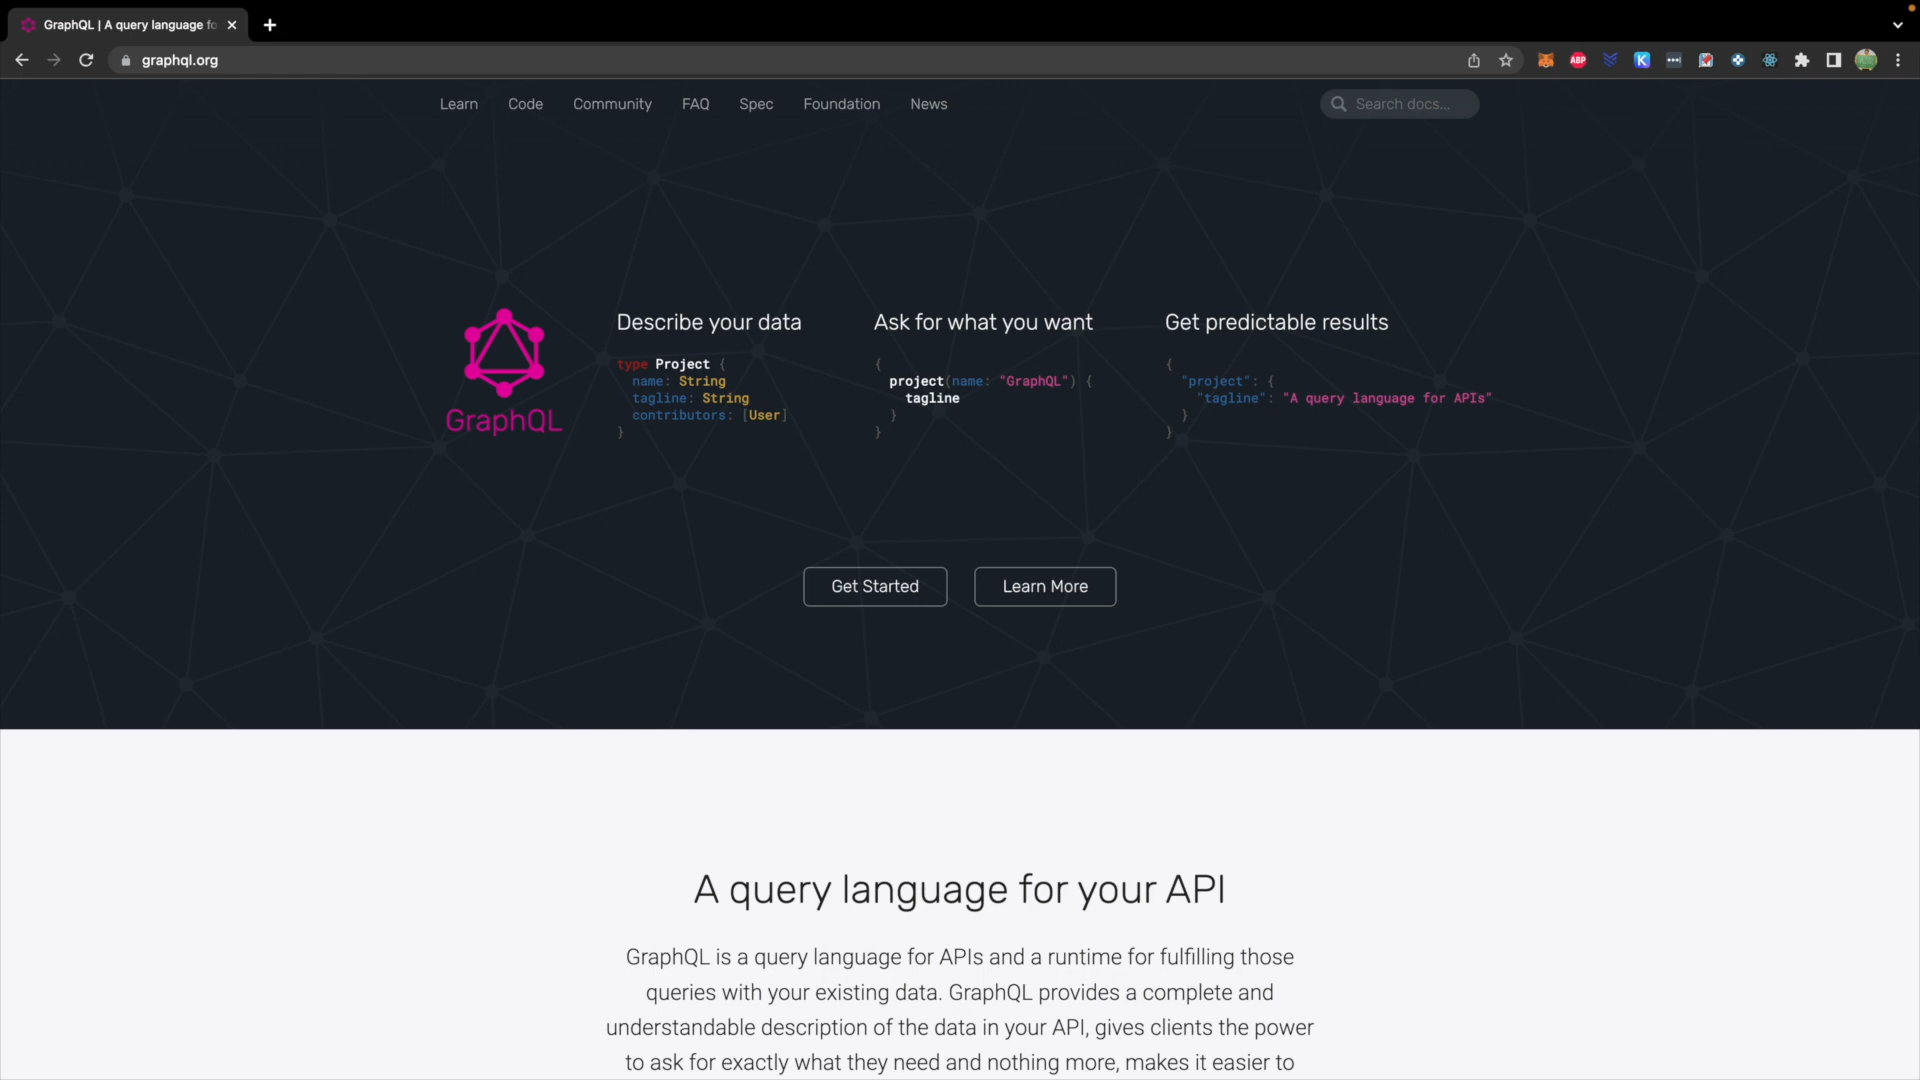 GraphQL | A query language fo
graphql.org
ABP
K
Learn Code Community FAQ Spec Foundation News
Search docs...
GraphQL
Describe your data
type Project {
name: String
tagline: String
contributors: [User]
}
Ask for what you want
{
project(name: "GraphQL") {
tagline
}
}
Get predictable results
{
"project": {
"tagline": "A query language for APIs"
}
}
Get Started
Learn More
A query language for your API
GraphQL is a query language for APIs and a runtime for fulfilling those
queries with your existing data. GraphQL provides a complete and
understandable description of the data in your API, gives clients the power
to ask for exactly what they need and nothing more, makes it easier to